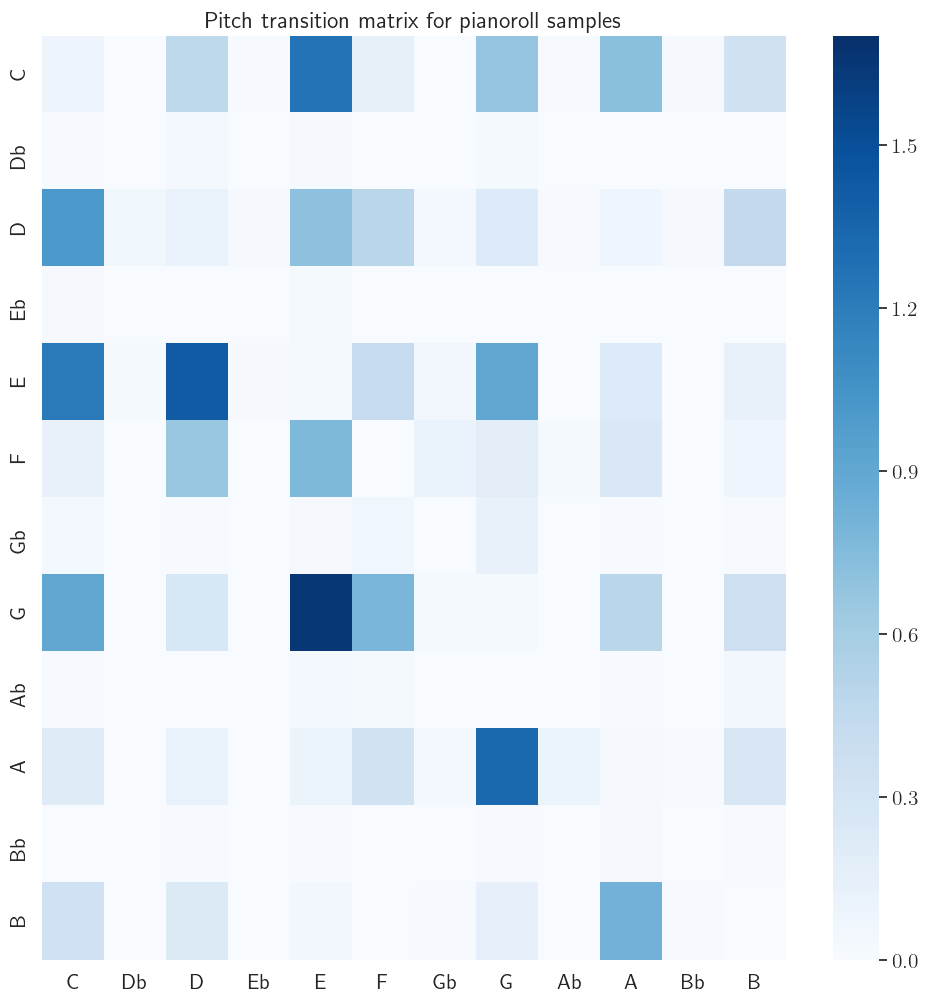 Pitch transition matrix for pianoroll samples
C
Db
D
Eb
E
F
Gb
G
Ab
A
Bb
B
C Db D Eb E F Gb G Ab A Bb B
1.5
1.2
0.9
0.6
0.3
0.0